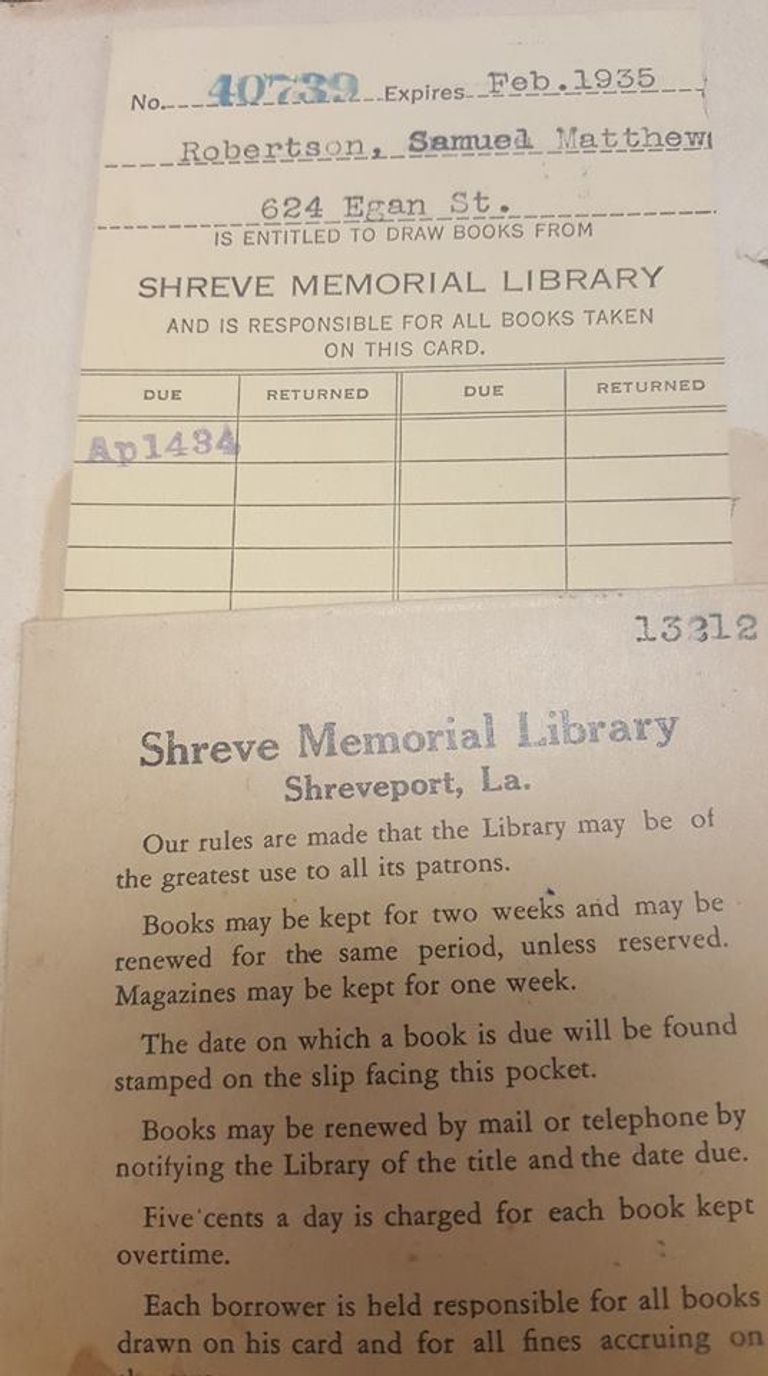 No. 40739 Expires Feb.1935
Robertson, Samuel Matthew
624 Egan St.
IS ENTITLED TO DRAW BOOKS FROM
SHREVE MEMORIAL LIBRARY
AND IS RESPONSIBLE FOR ALL BOOKS TAKEN
ON THIS CARD.
DUE RETURNED DUE RETURNED
Ap1434
13212
Shreve Memorial Library
Shreveport, La.
Our rules are made that the Library may be of
the greatest use to all its patrons.
Books may be kept for two weeks and may be
renewed for the same period, unless reserved.
Magazines may be kept for one week.
The date on which a book is due will be found
stamped on the slip facing this pocket.
Books may be renewed by mail or telephone by
notifying the Library of the title and the date due.
Five cents a day is charged for each book kept
overtime.
Each borrower is held responsible for all books
drawn on his card and for all fines accruing on